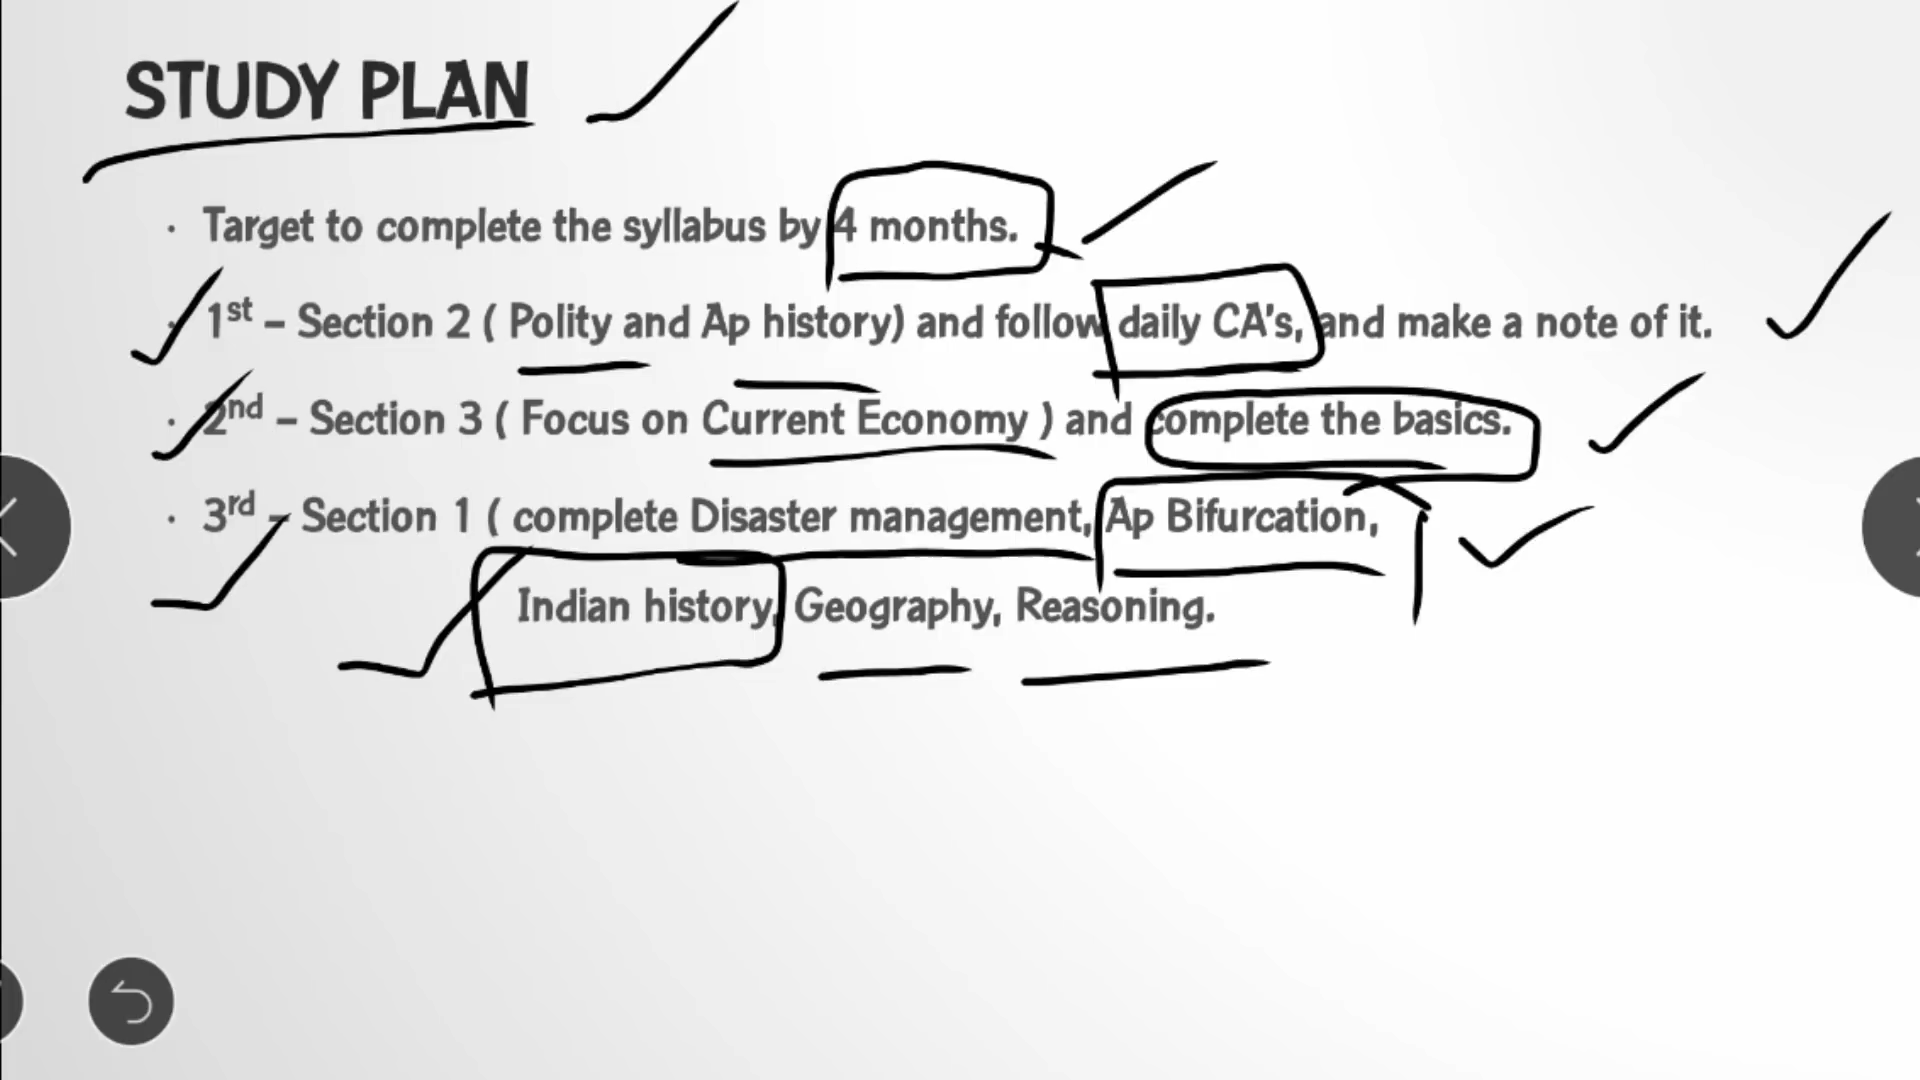 STUDY PLAN
· Target to complete the syllabus by 4 months.
· 1st – Section 2 ( Polity and Ap history) and follow daily CA's, and make a note of it.
· 2nd – Section 3 ( Focus on Current Economy ) and complete the basics.
· 3rd – Section 1 ( complete Disaster management, Ap Bifurcation,
Indian history, Geography, Reasoning.